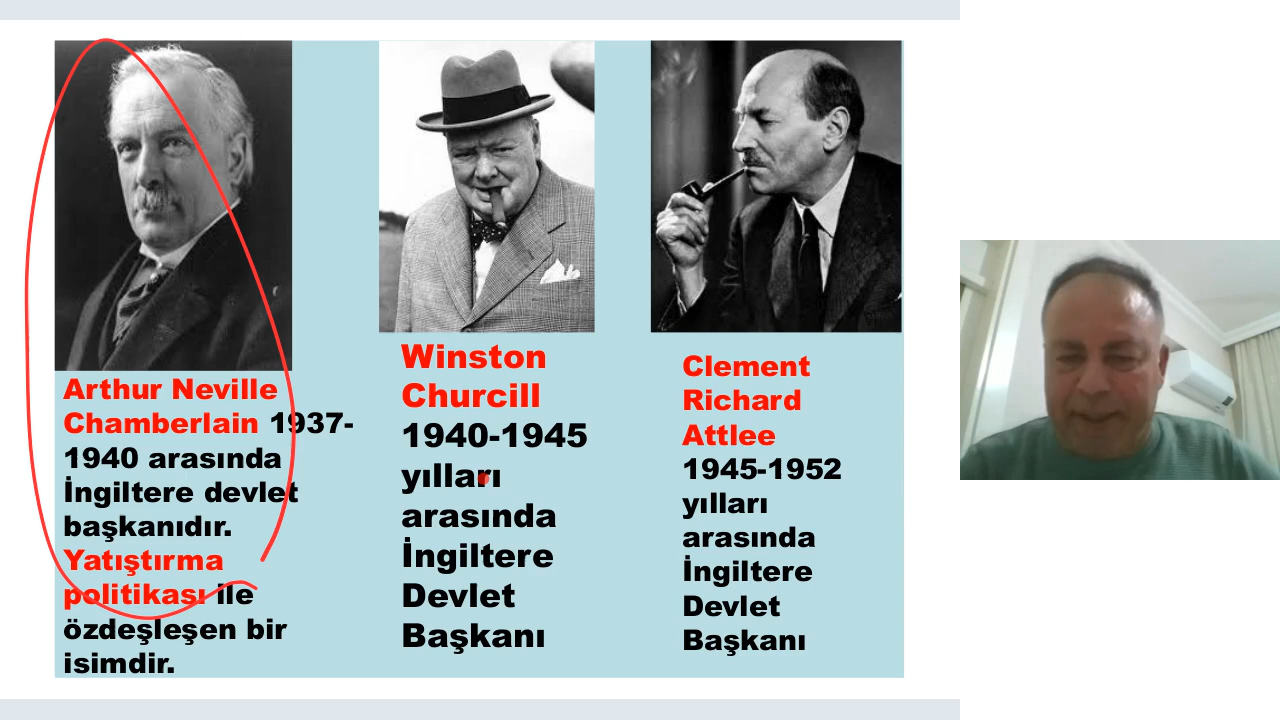 Arthur Neville
Chamberlain 1937-
1940 arasında
İngiltere devlet
başkanıdır.
Yatıştırma
politikası ile
özdeşleşen bir
isimdir.
Winston
Churcill
1940-1945
yılları
arasında
İngiltere
Devlet
Başkanı
Clement
Richard
Attlee
1945-1952
yılları
arasında
İngiltere
Devlet
Başkanı